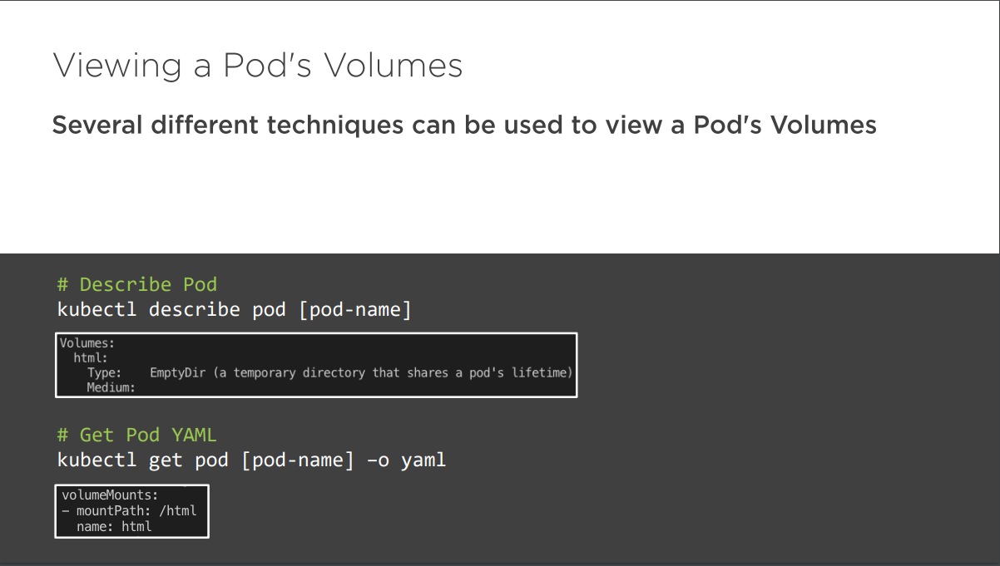 Viewing a Pod's Volumes
Several different techniques can be used to view a Pod's Volumes
# Describe Pod
kubectl describe pod [pod-name]
Volumes:
  html:
    Type:    EmptyDir (a temporary directory that shares a pod's lifetime)
    Medium:
# Get Pod YAML
kubectl get pod [pod-name] –o yaml
volumeMounts:
– mountPath: /html
  name: html